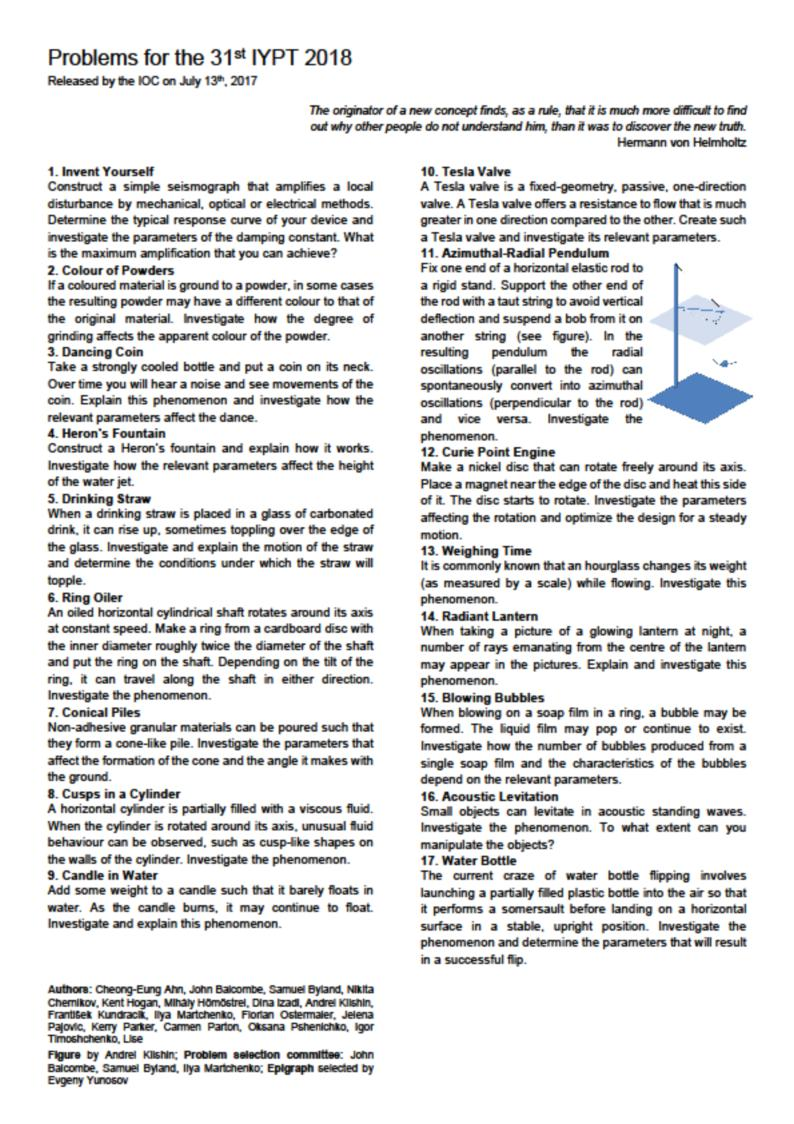 Problems for the 31st IYPT 2018
Released by the IOC on July 13th, 2017
The originator of a new concept finds, as a rule, that it is much more difficult to find
out why other people do not understand him, than it was to discover the new truth.
Hermann von Helmholtz
1. Invent Yourself
Construct a simple seismograph that amplifies a local
disturbance by mechanical, optical or electrical methods.
Determine the typical response curve of your device and
investigate the parameters of the damping constant. What
is the maximum amplification that you can achieve?
2. Colour of Powders
If a coloured material is ground to a powder, in some cases
the resulting powder may have a different colour to that of
the original material. Investigate how the degree of
grinding affects the apparent colour of the powder.
3. Dancing Coin
Take a strongly cooled bottle and put a coin on its neck.
Over time you will hear a noise and see movements of the
coin. Explain this phenomenon and investigate how the
relevant parameters affect the dance.
4. Heron's Fountain
Construct a Heron's fountain and explain how it works.
Investigate how the relevant parameters affect the height
of the water jet.
5. Drinking Straw
When a drinking straw is placed in a glass of carbonated
drink, it can rise up, sometimes toppling over the edge of
the glass. Investigate and explain the motion of the straw
and determine the conditions under which the straw will
topple.
6. Ring Oiler
An oiled horizontal cylindrical shaft rotates around its axis
at constant speed. Make a ring from a cardboard disc with
the inner diameter roughly twice the diameter of the shaft
and put the ring on the shaft. Depending on the tilt of the
ring, it can travel along the shaft in either direction.
Investigate the phenomenon.
7. Conical Piles
Non-adhesive granular materials can be poured such that
they form a cone-like pile. Investigate the parameters that
affect the formation of the cone and the angle it makes with
the ground.
8. Cusps in a Cylinder
A horizontal cylinder is partially filled with a viscous fluid.
When the cylinder is rotated around its axis, unusual fluid
behaviour can be observed, such as cusp-like shapes on
the walls of the cylinder. Investigate the phenomenon.
9. Candle in Water
Add some weight to a candle such that it barely floats in
water. As the candle burns, it may continue to float.
Investigate and explain this phenomenon.
Authors: Cheong-Eung Ahn, John Balcombe, Samuel Byland, Nikita
Chernikov, Kent Hogan, Mihály Hömöstrei, Dina Izadi, Andrei Klishin,
František Kundracik, Ilya Martchenko, Florian Ostermaier, Jelena
Pajovic, Kerry Parker, Carmen Parton, Oksana Pshenichko, Igor
Timoshchenko, Lise
Figure by Andrei Klishin; Problem selection committee: John
Balcombe, Samuel Byland, Ilya Martchenko; Epigraph selected by
Evgeny Yunosov
10. Tesla Valve
A Tesla valve is a fixed-geometry, passive, one-direction
valve. A Tesla valve offers a resistance to flow that is much
greater in one direction compared to the other. Create such
a Tesla valve and investigate its relevant parameters.
11. Azimuthal-Radial Pendulum
Fix one end of a horizontal elastic rod to
a rigid stand. Support the other end of
the rod with a taut string to avoid vertical
deflection and suspend a bob from it on
another string (see figure). In the
resulting pendulum the radial
oscillations (parallel to the rod) can
spontaneously convert into azimuthal
oscillations (perpendicular to the rod)
and vice versa. Investigate the
phenomenon.
12. Curie Point Engine
Make a nickel disc that can rotate freely around its axis.
Place a magnet near the edge of the disc and heat this side
of it. The disc starts to rotate. Investigate the parameters
affecting the rotation and optimize the design for a steady
motion.
13. Weighing Time
It is commonly known that an hourglass changes its weight
(as measured by a scale) while flowing. Investigate this
phenomenon.
14. Radiant Lantern
When taking a picture of a glowing lantern at night, a
number of rays emanating from the centre of the lantern
may appear in the pictures. Explain and investigate this
phenomenon.
15. Blowing Bubbles
When blowing on a soap film in a ring, a bubble may be
formed. The liquid film may pop or continue to exist.
Investigate how the number of bubbles produced from a
single soap film and the characteristics of the bubbles
depend on the relevant parameters.
16. Acoustic Levitation
Small objects can levitate in acoustic standing waves.
Investigate the phenomenon. To what extent can you
manipulate the objects?
17. Water Bottle
The current craze of water bottle flipping involves
launching a partially filled plastic bottle into the air so that
it performs a somersault before landing on a horizontal
surface in a stable, upright position. Investigate the
phenomenon and determine the parameters that will result
in a successful flip.